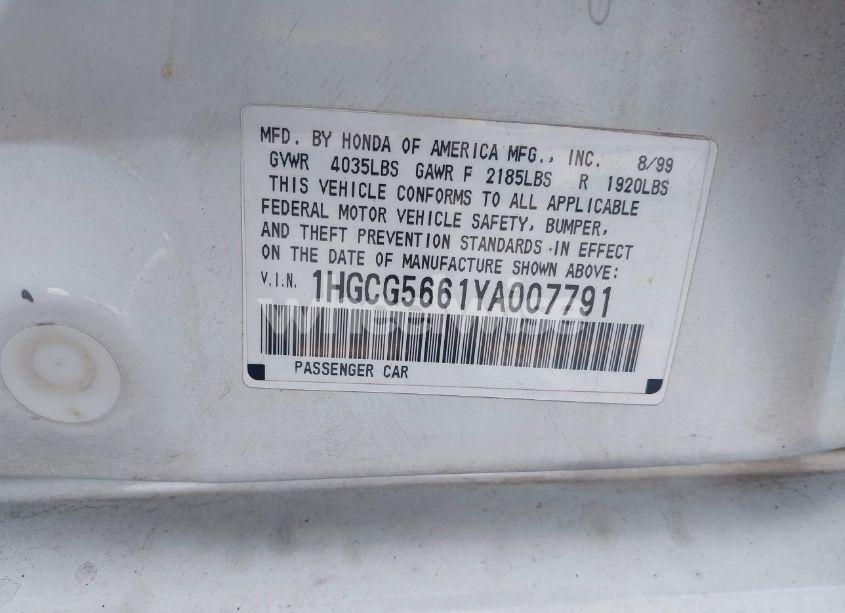 MFD. BY HONDA OF AMERICA MFG., INC. 8/99
GVWR 4035LBS GAWR F 2185LBS R 1920LBS
THIS VEHICLE CONFORMS TO ALL APPLICABLE
FEDERAL MOTOR VEHICLE SAFETY, BUMPER,
AND THEFT PREVENTION STANDARDS IN EFFECT
ON THE DATE OF MANUFACTURE SHOWN ABOVE:
V.I.N. 1HGCG5661YA007791
PASSENGER CAR